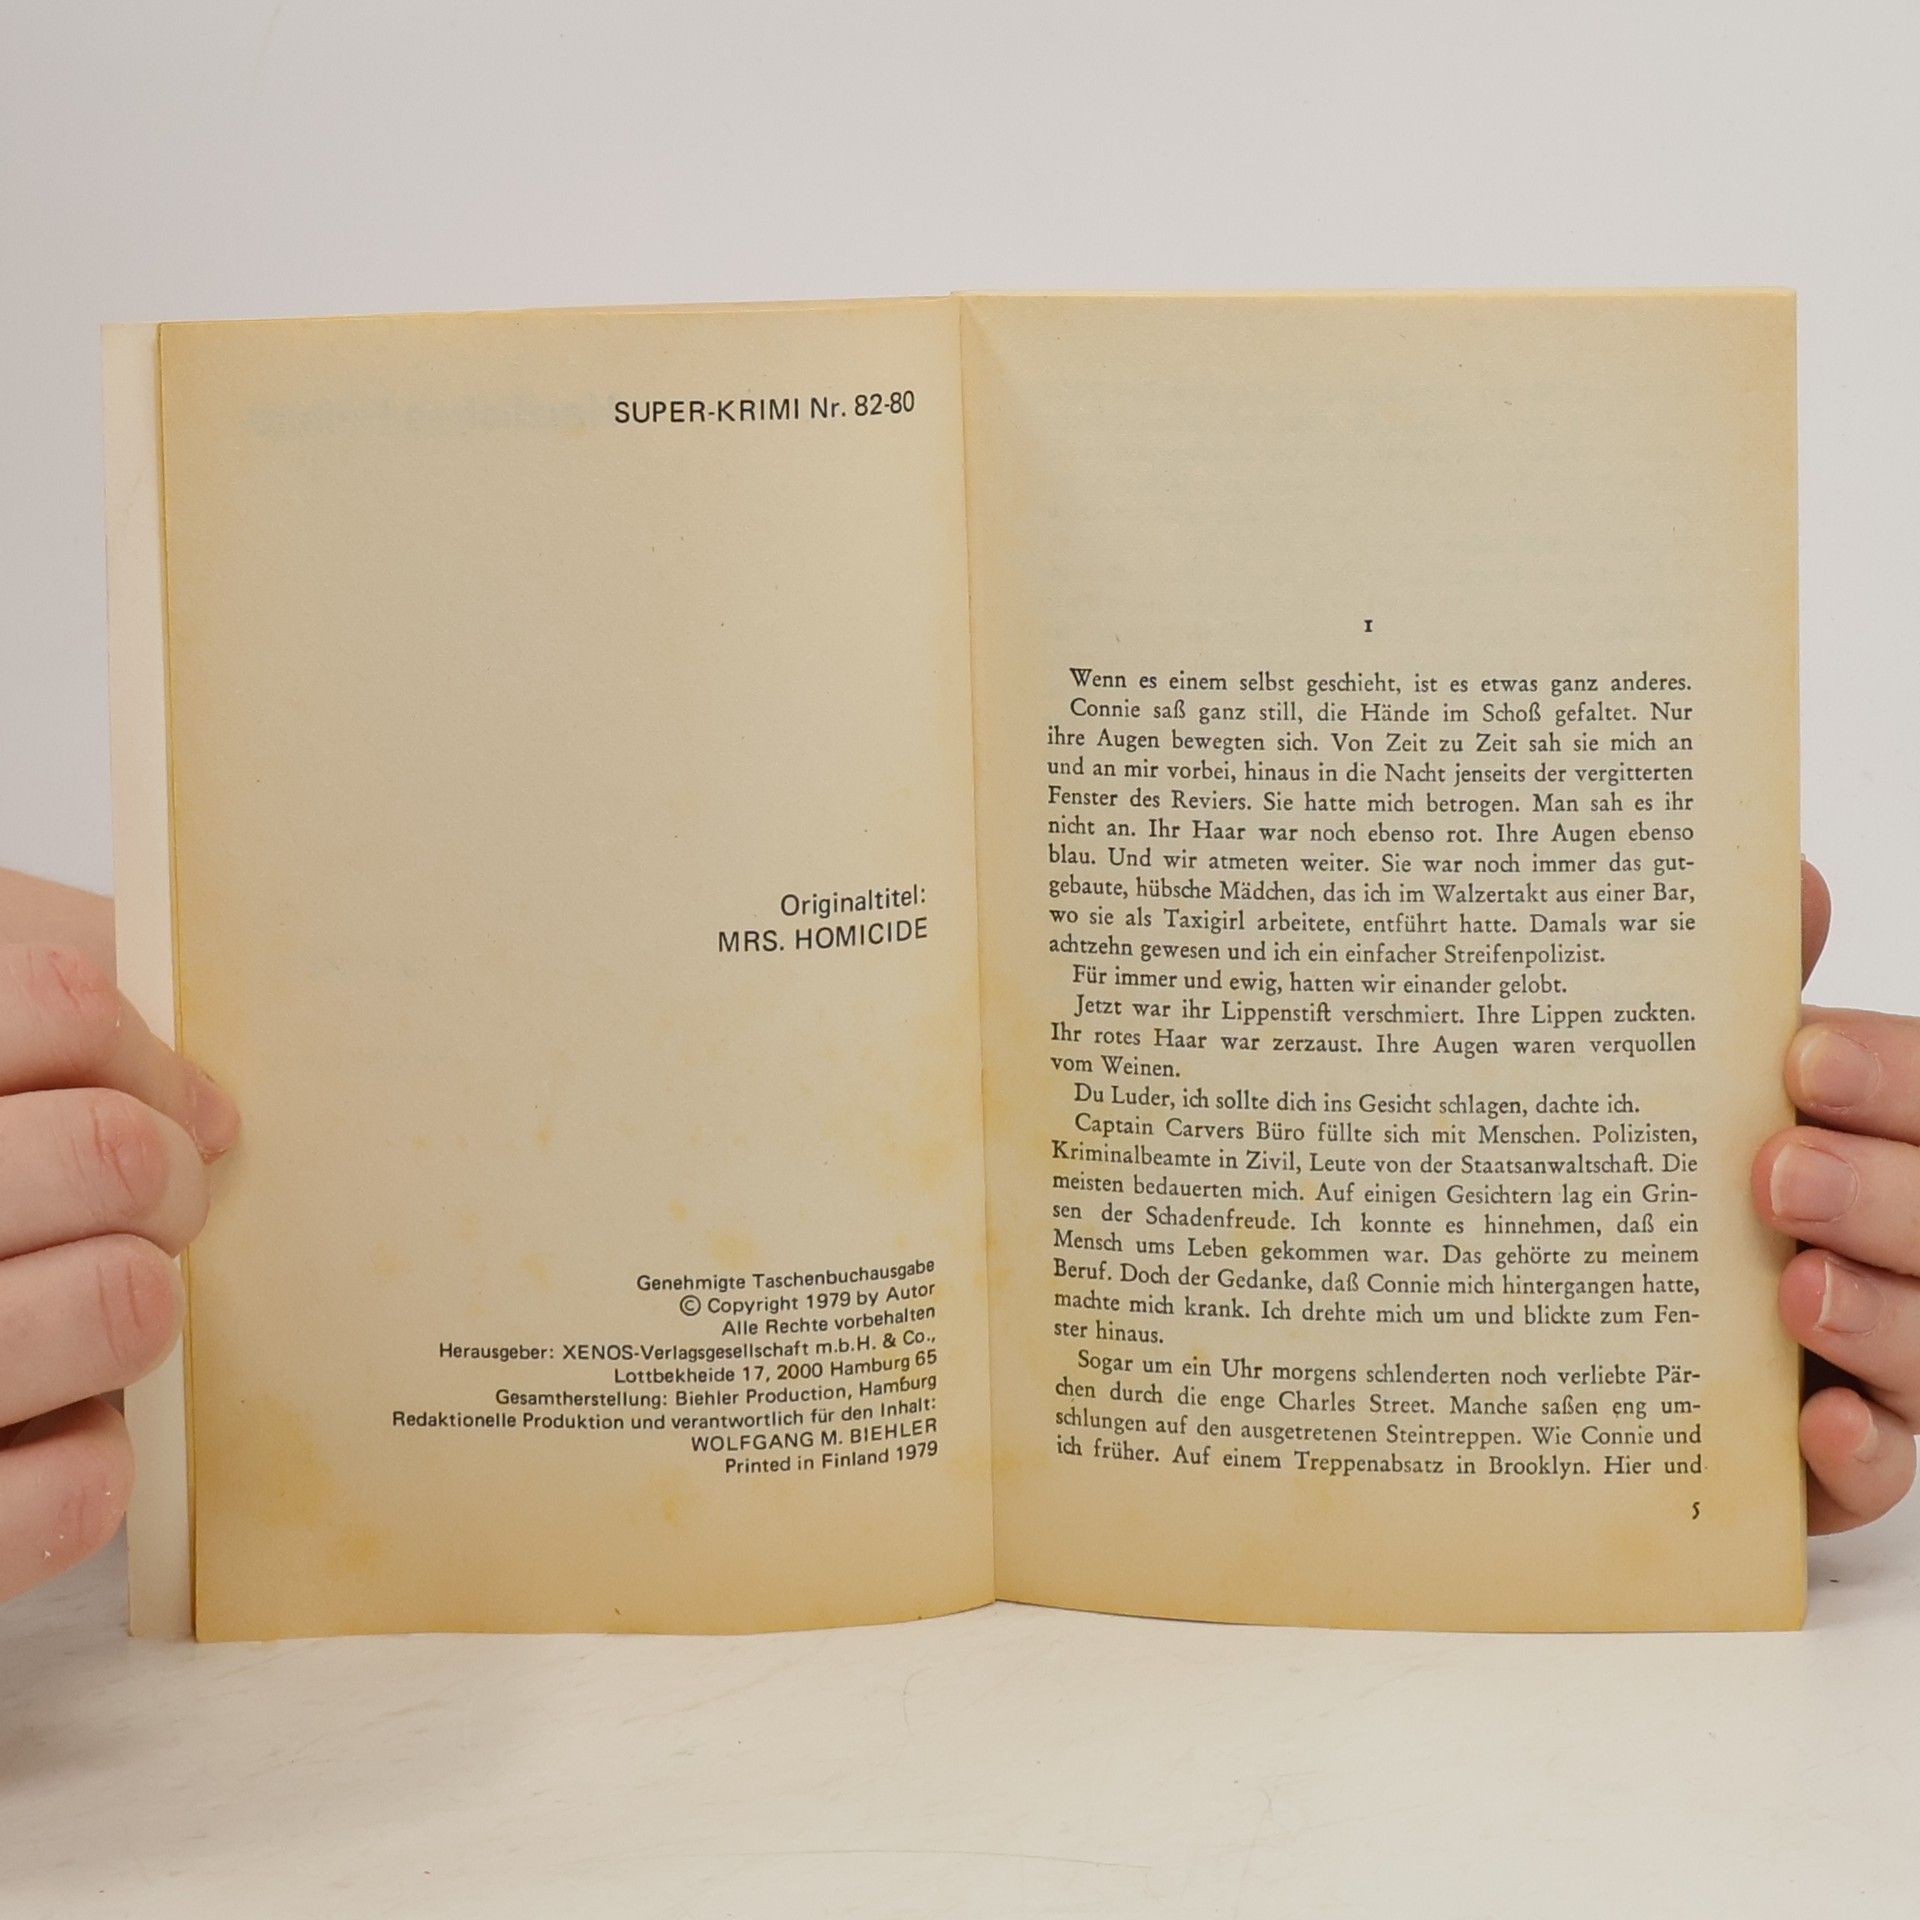 SUPER-KRIMI Nr. 82-80
Originaltitel:
MRS. HOMICIDE
Genehmigte Taschenbuchausgabe
© Copyright 1979 by Autor
Alle Rechte vorbehalten
Herausgeber: XENOS-Verlagsgesellschaft m.b.H. & Co.,
Lottbekheide 17, 2000 Hamburg 65
Gesamtherstellung: Biehler Production, Hamburg
Redaktionelle Produktion und verantwortlich für den Inhalt:
WOLFGANG M. BIEHLER
Printed in Finland 1979
1
Wenn es einem selbst geschieht, ist es etwas ganz anderes.
Connie saß ganz still, die Hände im Schoß gefaltet. Nur
ihre Augen bewegten sich. Von Zeit zu Zeit sah sie mich an
und an mir vorbei, hinaus in die Nacht jenseits der vergitterten
Fenster des Reviers. Sie hatte mich betrogen. Man sah es ihr
nicht an. Ihr Haar war noch ebenso rot. Ihre Augen ebenso
blau. Und wir atmeten weiter. Sie war noch immer das gut-
gebaute, hübsche Mädchen, das ich im Walzertakt aus einer Bar,
wo sie als Taxigirl arbeitete, entführt hatte. Damals war sie
achtzehn gewesen und ich ein einfacher Streifenpolizist.
Für immer und ewig, hatten wir einander gelobt.
Jetzt war ihr Lippenstift verschmiert. Ihre Lippen zuckten.
Ihr rotes Haar war zerzaust. Ihre Augen waren verquollen
vom Weinen.
Du Luder, ich sollte dich ins Gesicht schlagen, dachte ich.
Captain Carvers Büro füllte sich mit Menschen. Polizisten,
Kriminalbeamte in Zivil, Leute von der Staatsanwaltschaft. Die
meisten bedauerten mich. Auf einigen Gesichtern lag ein Grin-
sen der Schadenfreude. Ich konnte es hinnehmen, daß ein
Mensch ums Leben gekommen war. Das gehörte zu meinem
Beruf. Doch der Gedanke, daß Connie mich hintergangen hatte,
machte mich krank. Ich drehte mich um und blickte zum Fen-
ster hinaus.
Sogar um ein Uhr morgens schlenderten noch verliebte Pär-
chen durch die enge Charles Street. Manche saßen eng um-
schlungen auf den ausgetretenen Steintreppen. Wie Connie und
ich früher. Auf einem Treppenabsatz in Brooklyn. Hier und
5